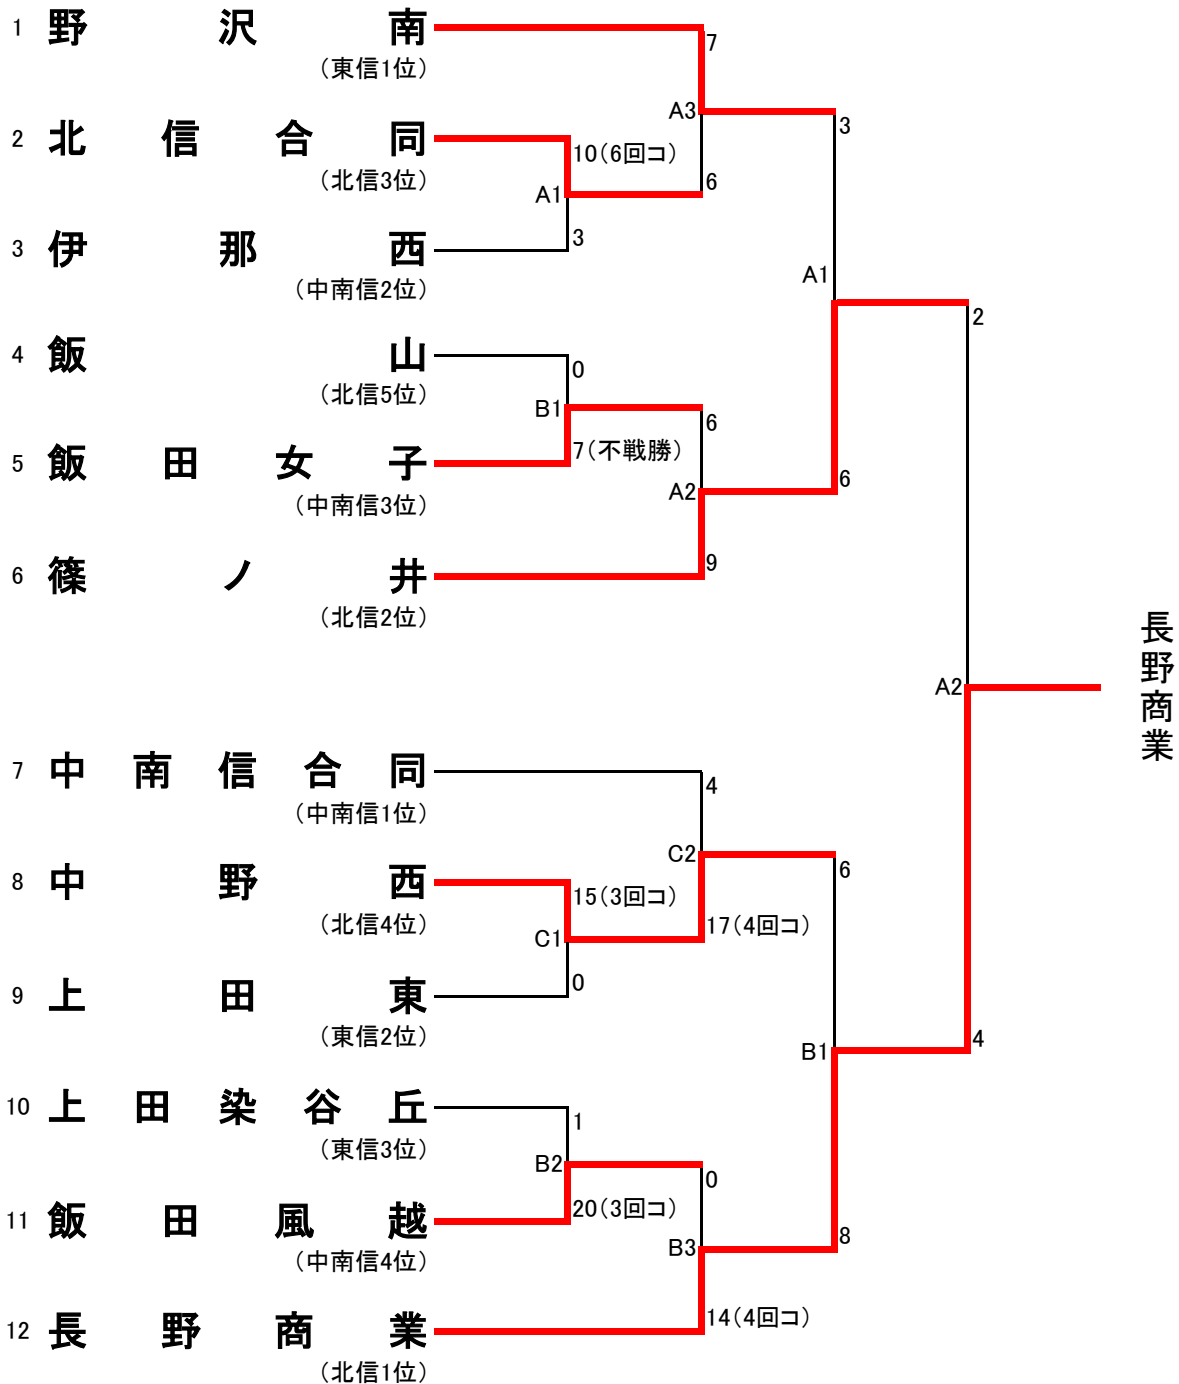 1 野沢南 7
（東信1位）
A3 3
2 北信合同 10（6回コ）
（北信3位） A1 6
3 伊那西 3
（中南信2位）
A1 2
4 飯山 0
（北信5位） B1 6
5 飯田女子 7（不戦勝）
（中南信3位） A2 6
6 篠ノ井 9
（北信2位）
A2 長野商業
7 中南信合同 4
（中南信1位）
C2 6
8 中野西 15（3回コ）
（北信4位） C1 17（4回コ）
9 上田東 0
（東信2位）
B1 4
10 上田染谷丘 1
（東信3位） B2 0
11 飯田風越 20（3回コ）
（中南信4位） B3 8
12 長野商業 14（4回コ）
（北信1位）